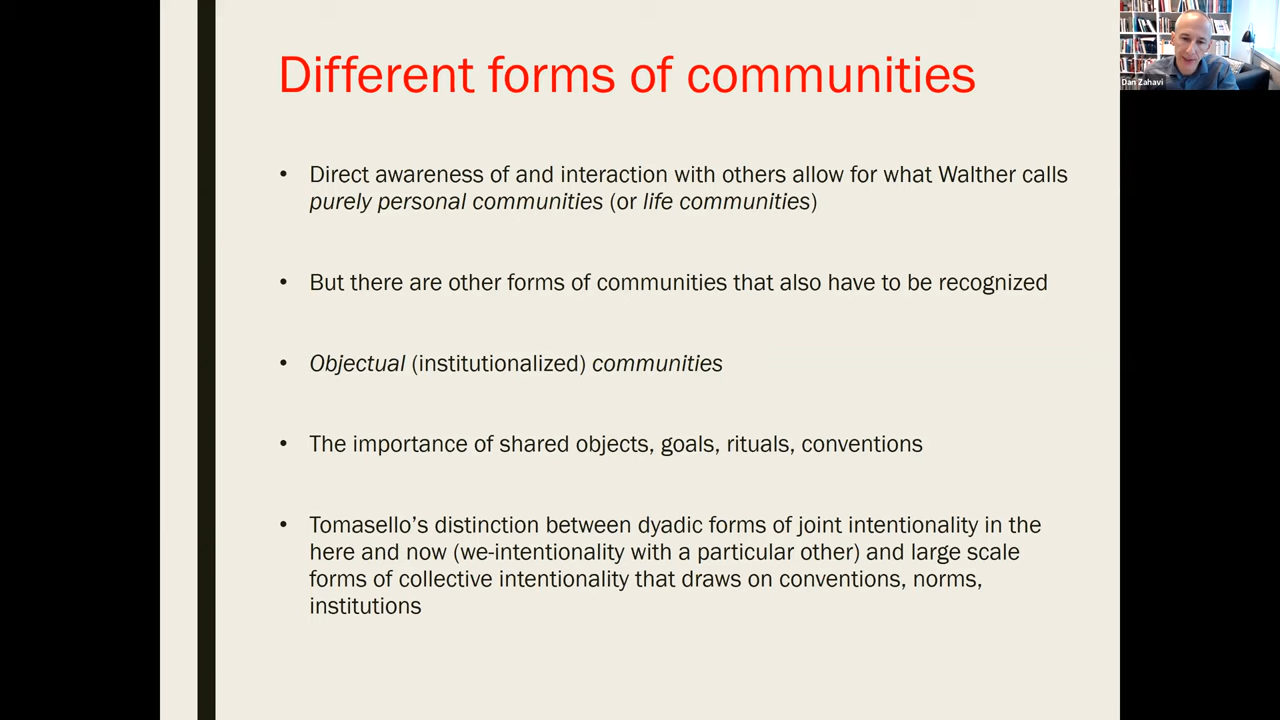 Different forms of communities
Dan Zahavi
• Direct awareness of and interaction with others allow for what Walther calls
purely personal communities (or life communities)
• But there are other forms of communities that also have to be recognized
• Objectual (institutionalized) communities
• The importance of shared objects, goals, rituals, conventions
• Tomasello’s distinction between dyadic forms of joint intentionality in the
here and now (we-intentionality with a particular other) and large scale
forms of collective intentionality that draws on conventions, norms,
institutions